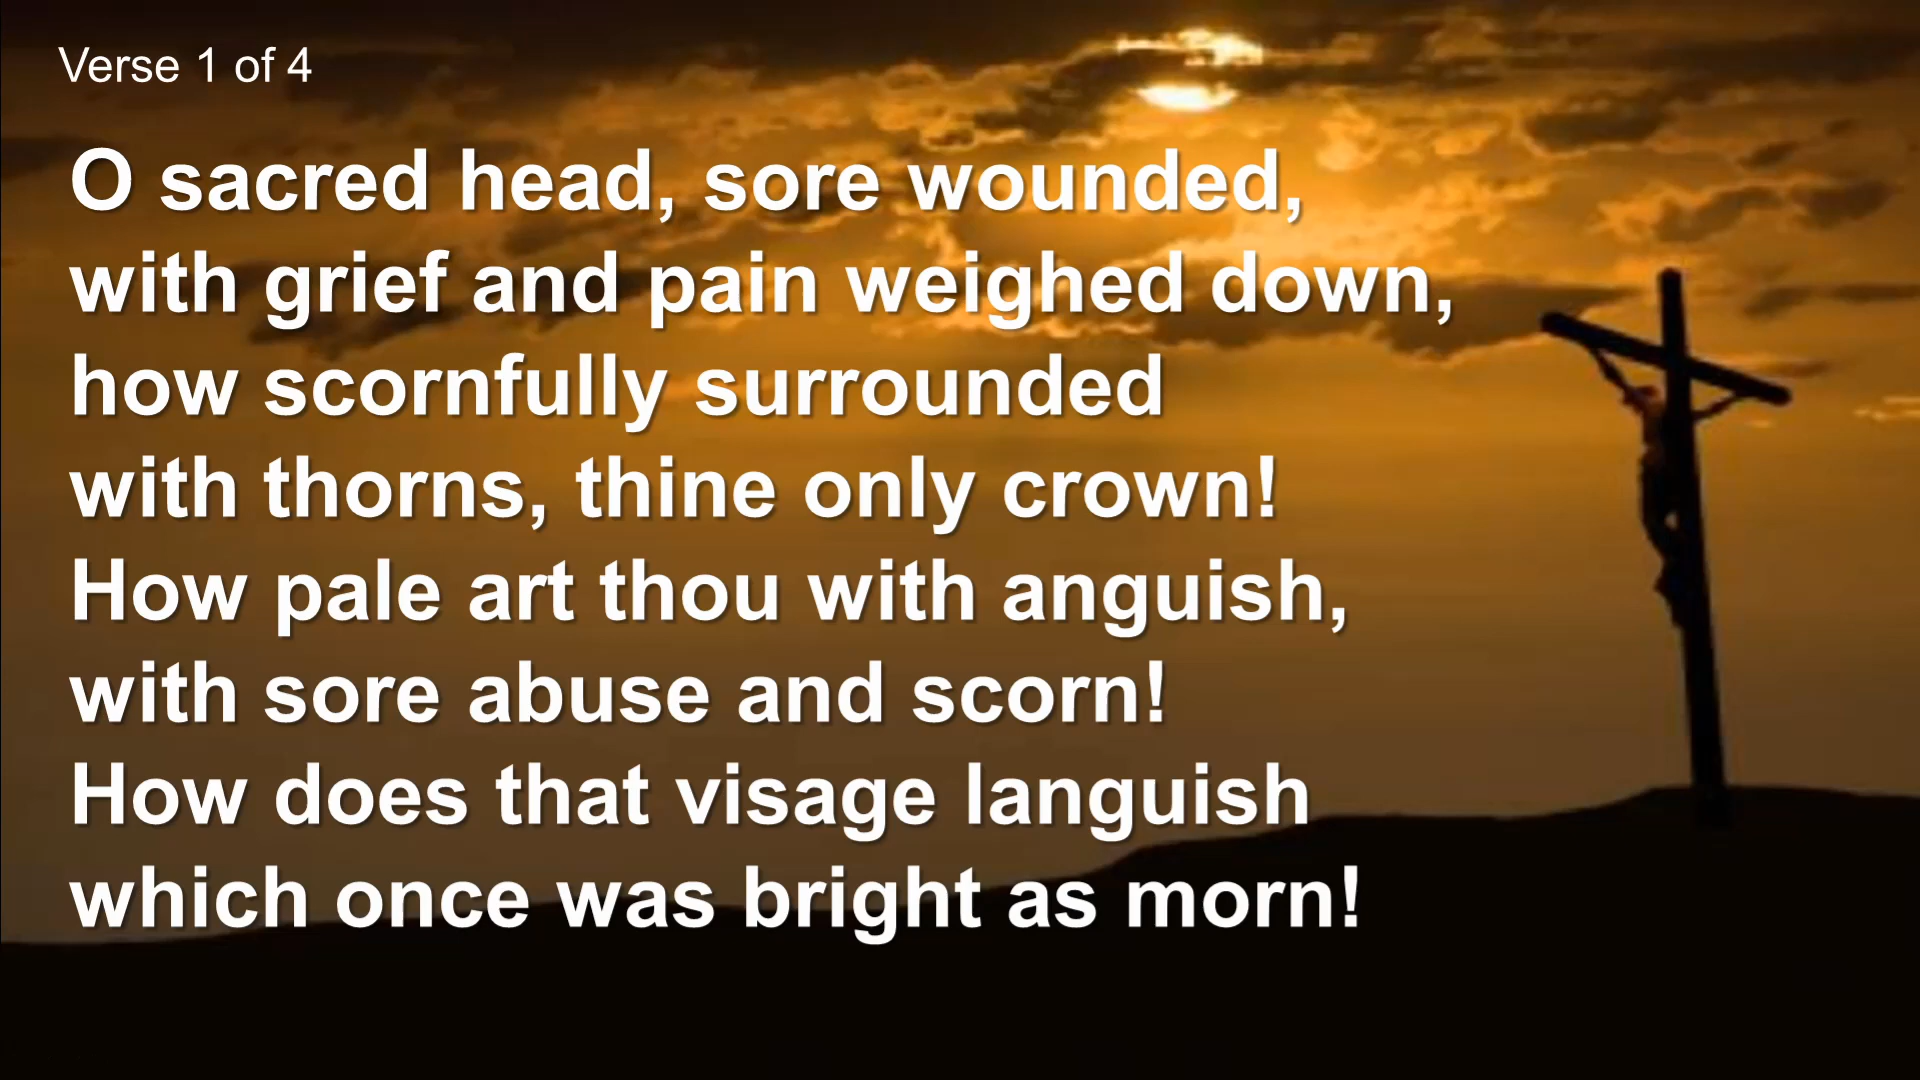 Verse 1 of 4
O sacred head, sore wounded,
with grief and pain weighed down,
how scornfully surrounded
with thorns, thine only crown!
How pale art thou with anguish,
with sore abuse and scorn!
How does that visage languish
which once was bright as morn!